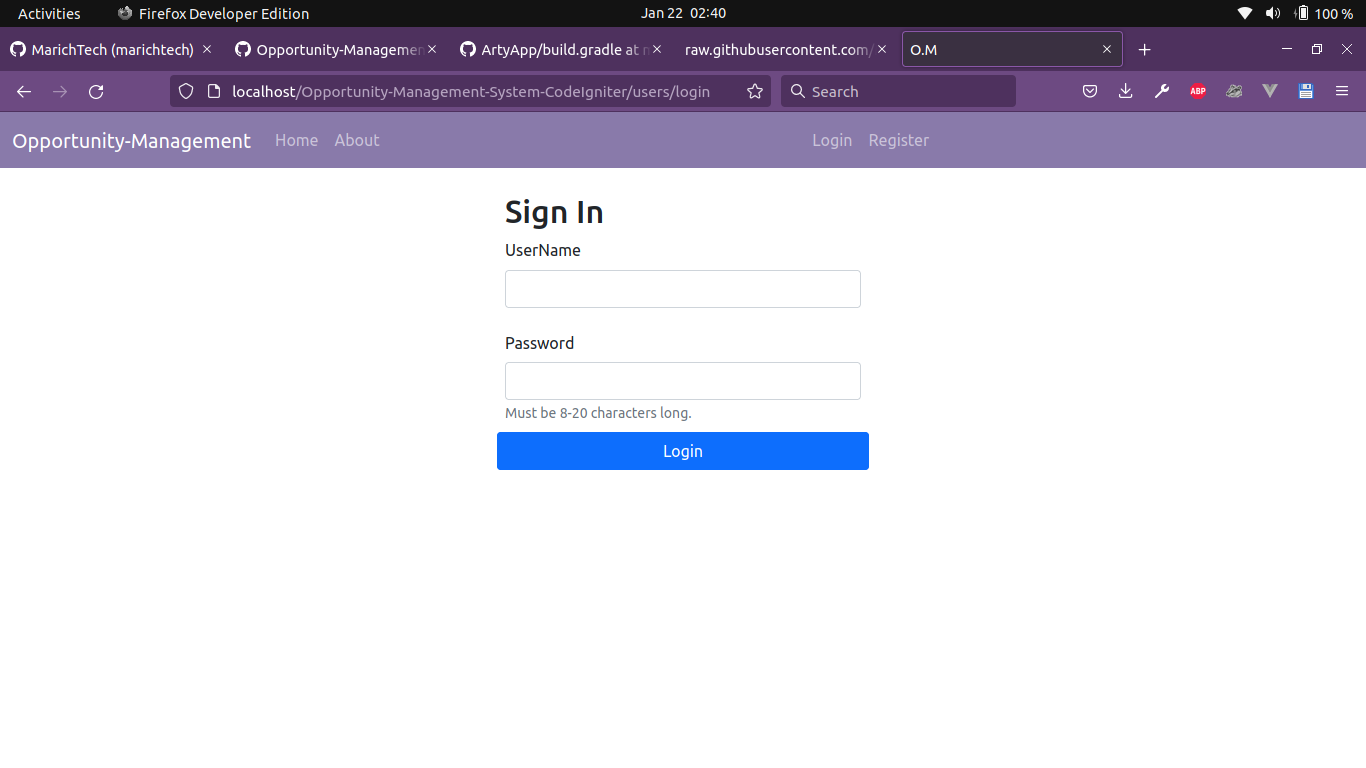 Activities Firefox Developer Edition Jan 22 02:40 100 %
MarichTech (marichtech) Opportunity-Managemen ArtyApp/build.gradle at raw.githubusercontent.com/ O.M
localhost/Opportunity-Management-System-CodeIgniter/users/login Search ABP
Opportunity-Management Home About Login Register
Sign In
UserName
Password
Must be 8-20 characters long.
Login